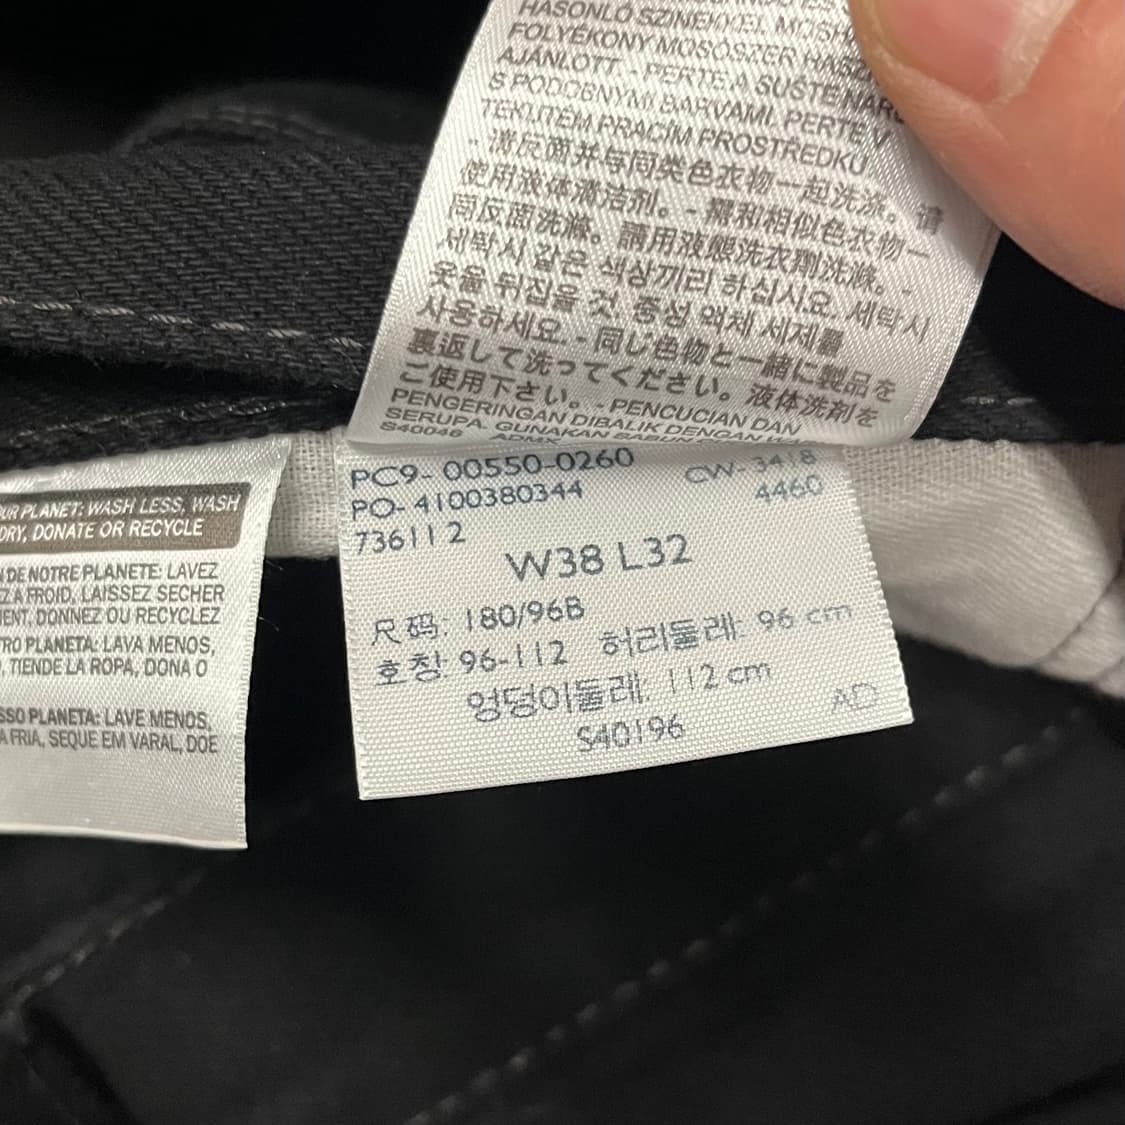 HASONLÓ SZÍNEKKEL
FOLYÉKONY MOSÓSZER
AJÁNLOTT. - PERTE A SUSTE NARU
S PODOBNÝMI BARVAMI. PERTE V
TEKUTÉM PRACÍM PROSTŘEDKU
- 请反面并与同类色衣物一起洗涤。请
使用液体清洁剂。- 需和相似色衣物一
同反面洗滌。請用液態洗衣劑洗滌。-
세탁시 같은 색상끼리 하십시요. 세탁시
옷을 뒤집을 것 중성 액체 세제를
사용하세요. - 同じ色物と一緒に製品を
裏返して洗ってください。液体洗剤を
ご使用下さい。- PENCUCIAN DAN
PENGERINGAN DIBALIK DENGAN
SERUPA. GUNAKAN SABUN
S40046 ADMX
UR PLANET: WASH LESS, WASH
DRY, DONATE OR RECYCLE
N DE NOTRE PLANETE: LAVEZ
Z A FROID, LAISSEZ SECHER
ENT, DONNEZ OU RECYCLEZ
RO PLANETA: LAVA MENOS,
, TIENDE LA ROPA, DONA O
SSO PLANETA: LAVE MENOS,
A FRIA, SEQUE EM VARAL, DOE
PC9- 00550-0260 CW- 3418
PO- 4100380344 4460
736112
W38 L32
尺码: 180/96B
호칭: 96-112 허리둘레: 96 cm
엉덩이둘레: 112 cm
S40196 AD